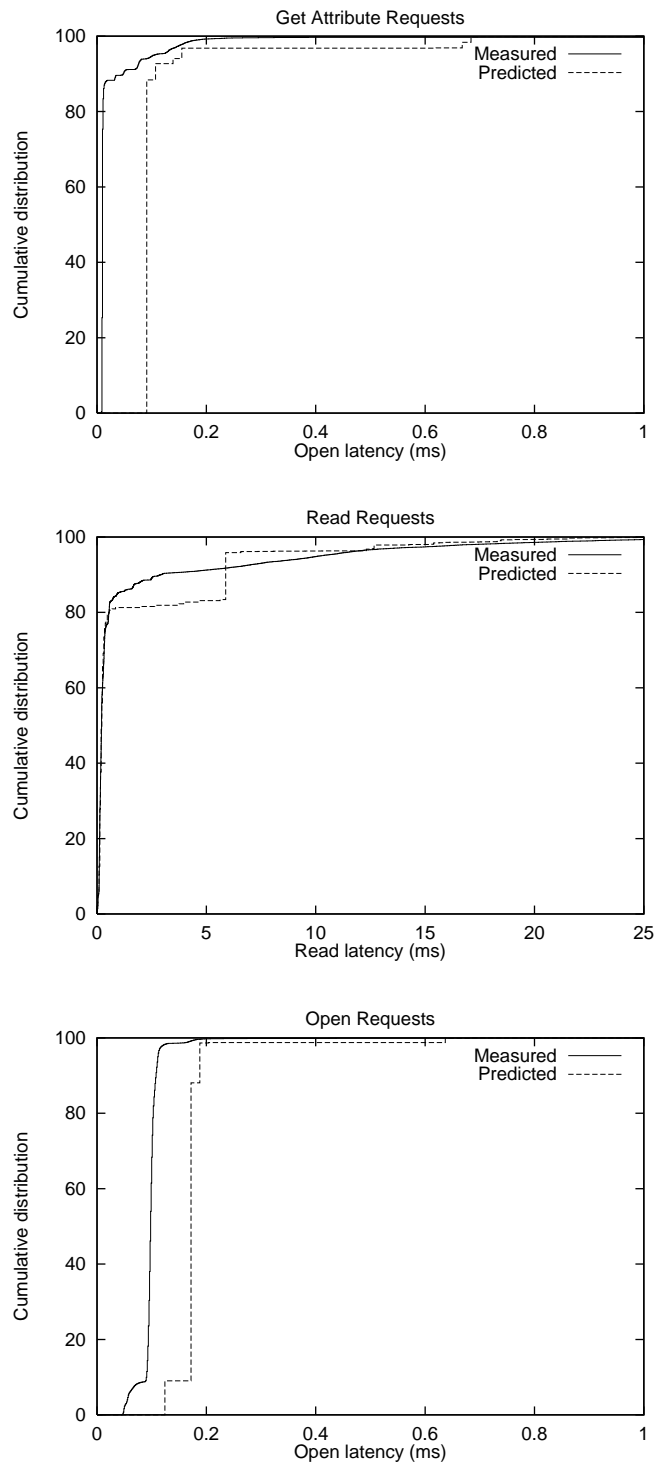 Get Attribute Requests
100
Measured
Predicted
80
60
40
20
0
Cumulative distribution
0 0.2 0.4 0.6 0.8 1
Open latency (ms)
Read Requests
100
Measured
Predicted
80
60
40
20
0
Cumulative distribution
0 5 10 15 20 25
Read latency (ms)
Open Requests
100
Measured
Predicted
80
60
40
20
0
Cumulative distribution
0 0.2 0.4 0.6 0.8 1
Open latency (ms)